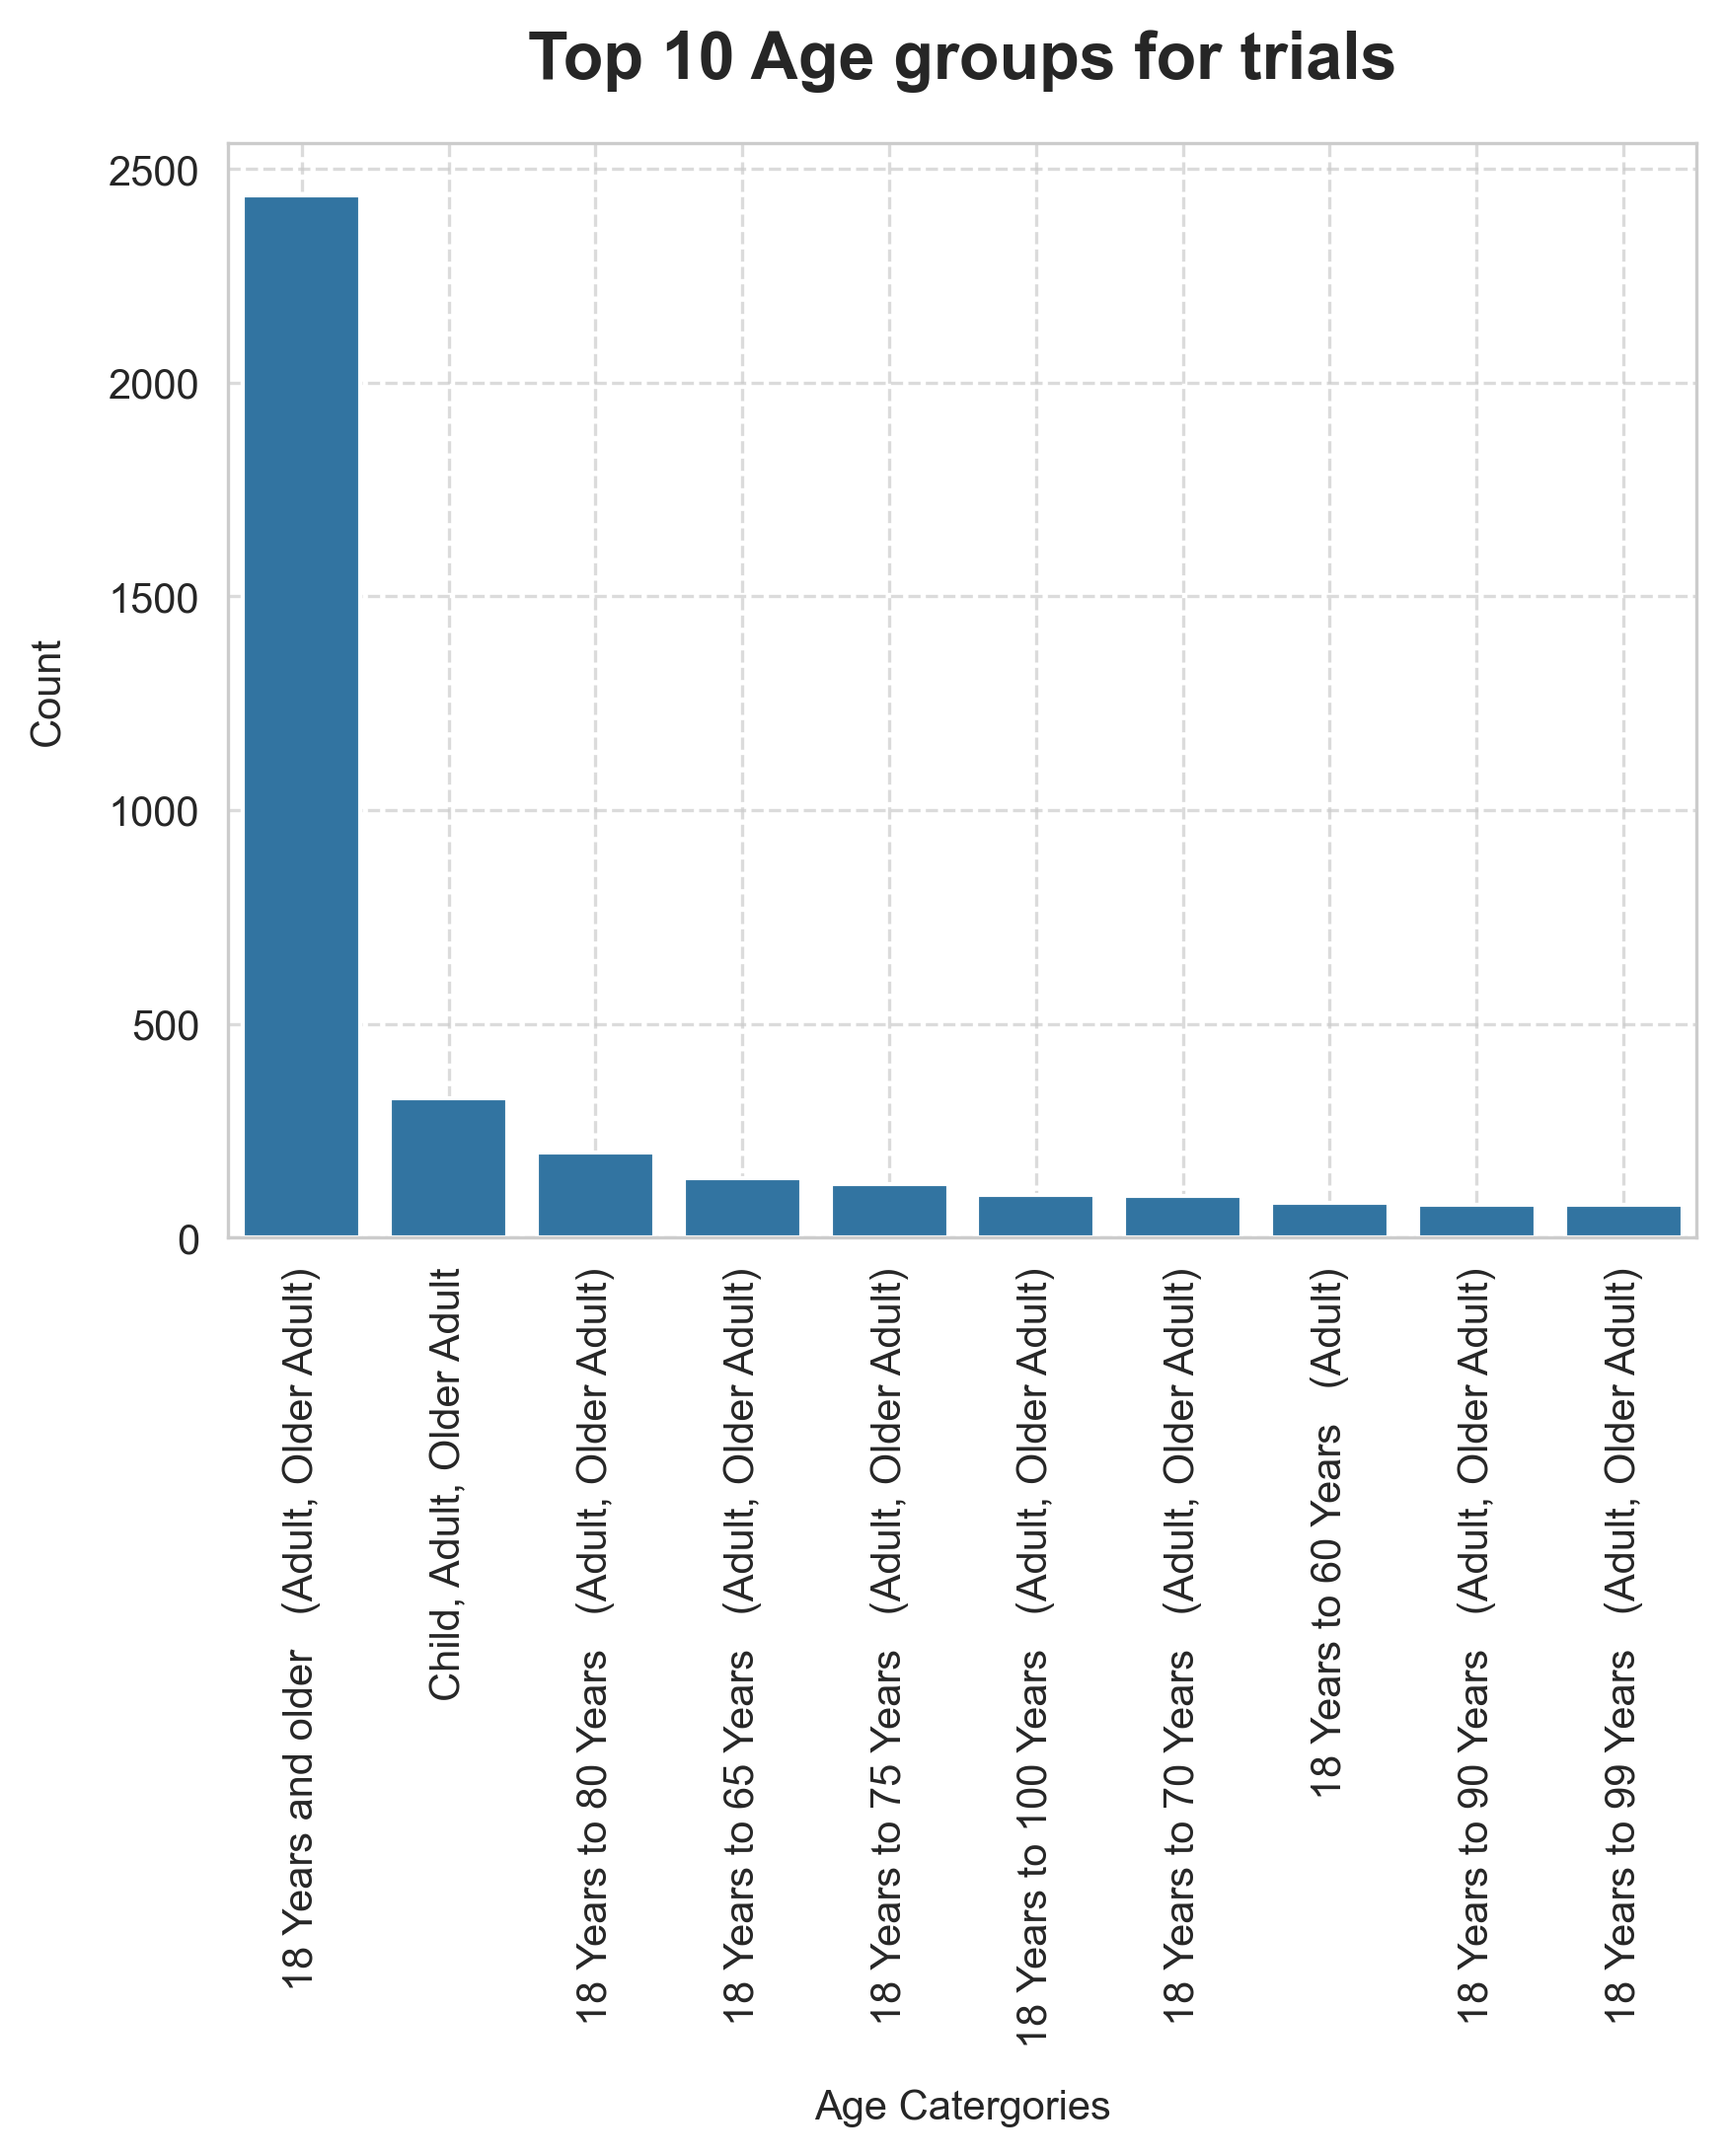 Top 10 Age groups for trials
Count
2500
2000
1500
1000
500
0
18 Years and older   (Adult, Older Adult)
Child, Adult, Older Adult
18 Years to 80 Years   (Adult, Older Adult)
18 Years to 65 Years   (Adult, Older Adult)
18 Years to 75 Years   (Adult, Older Adult)
18 Years to 100 Years   (Adult, Older Adult)
18 Years to 70 Years   (Adult, Older Adult)
18 Years to 60 Years   (Adult)
18 Years to 90 Years   (Adult, Older Adult)
18 Years to 99 Years   (Adult, Older Adult)
Age Catergories